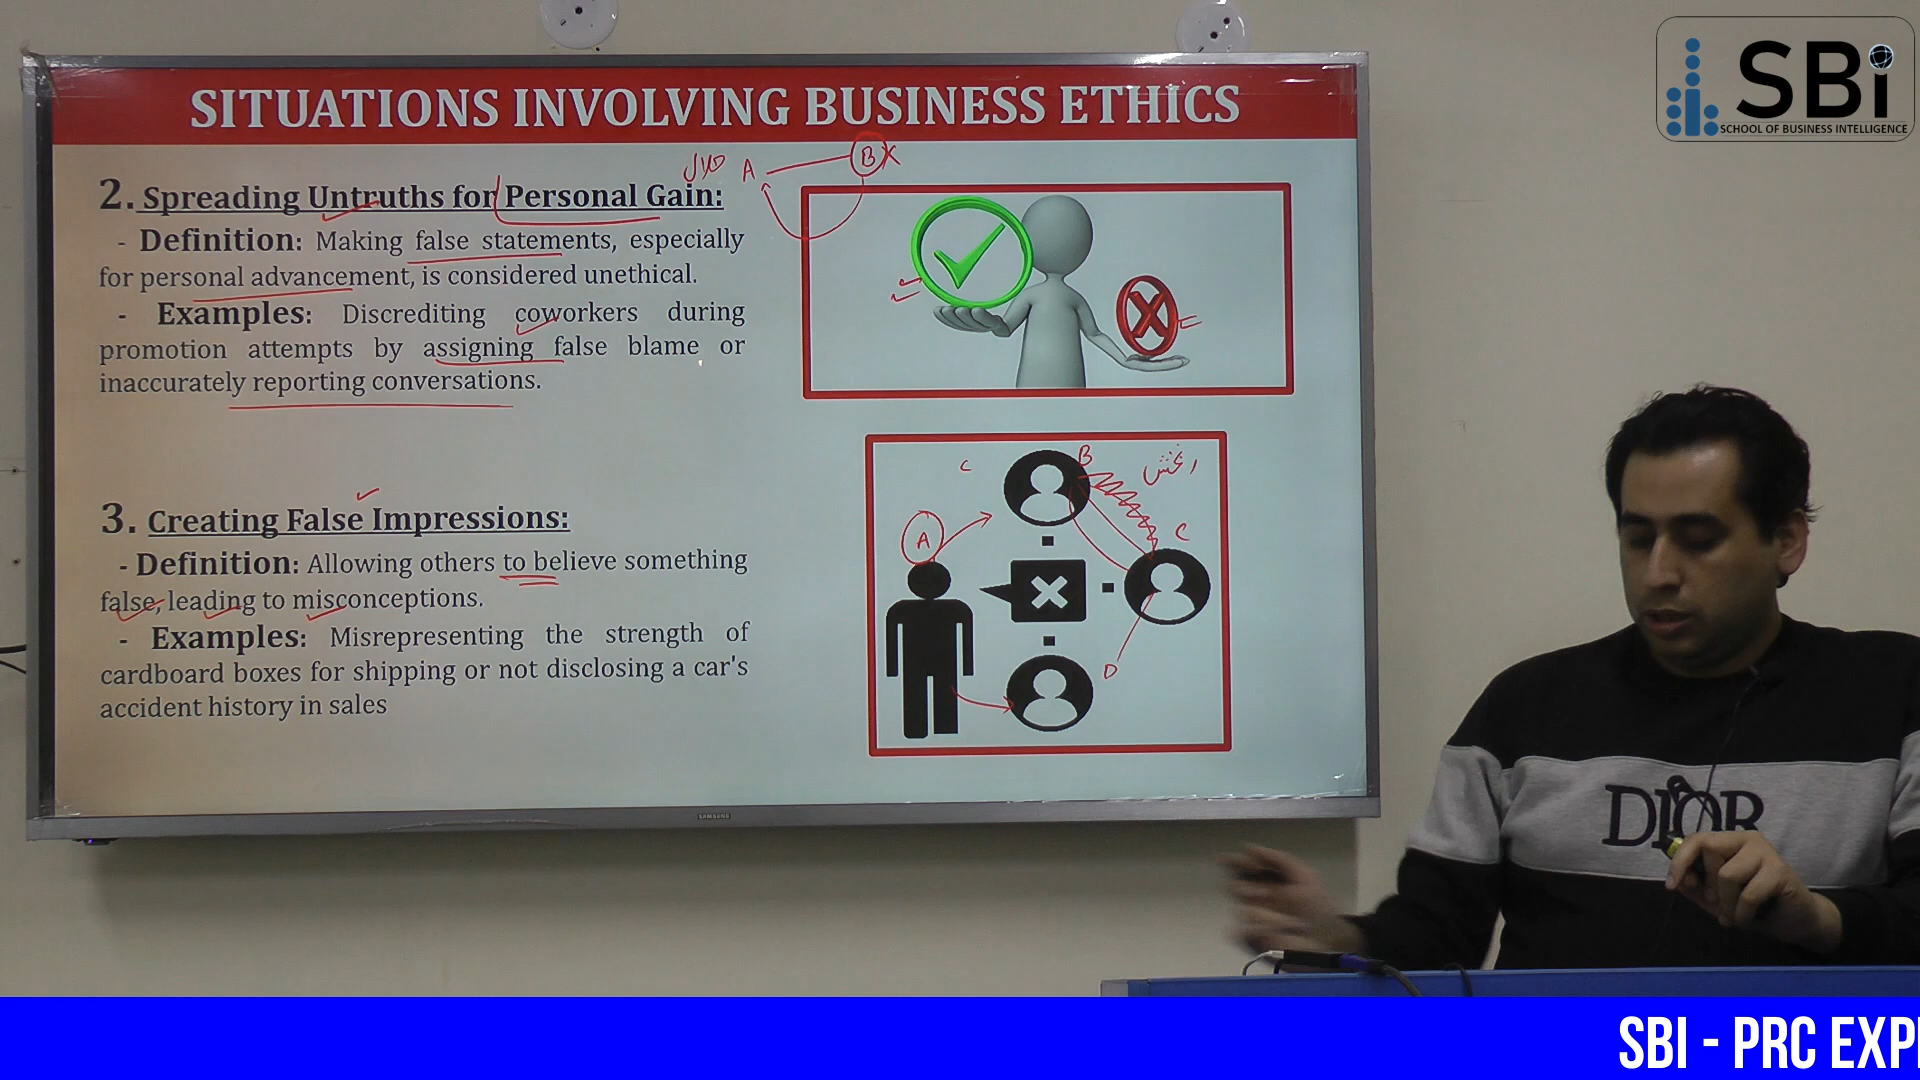 SBi
SCHOOL OF BUSINESS INTELLIGENCE
SITUATIONS INVOLVING BUSINESS ETHICS
A B X
2. Spreading Untruths for Personal Gain:
- Definition: Making false statements, especially
for personal advancement, is considered unethical.
- Examples: Discrediting coworkers during
promotion attempts by assigning false blame or
inaccurately reporting conversations.
3. Creating False Impressions:
- Definition: Allowing others to believe something
false, leading to misconceptions.
- Examples: Misrepresenting the strength of
cardboard boxes for shipping or not disclosing a car's
accident history in sales
C
B
A
C
D
SAMSUNG
DIOR
SBI - PRC EXP